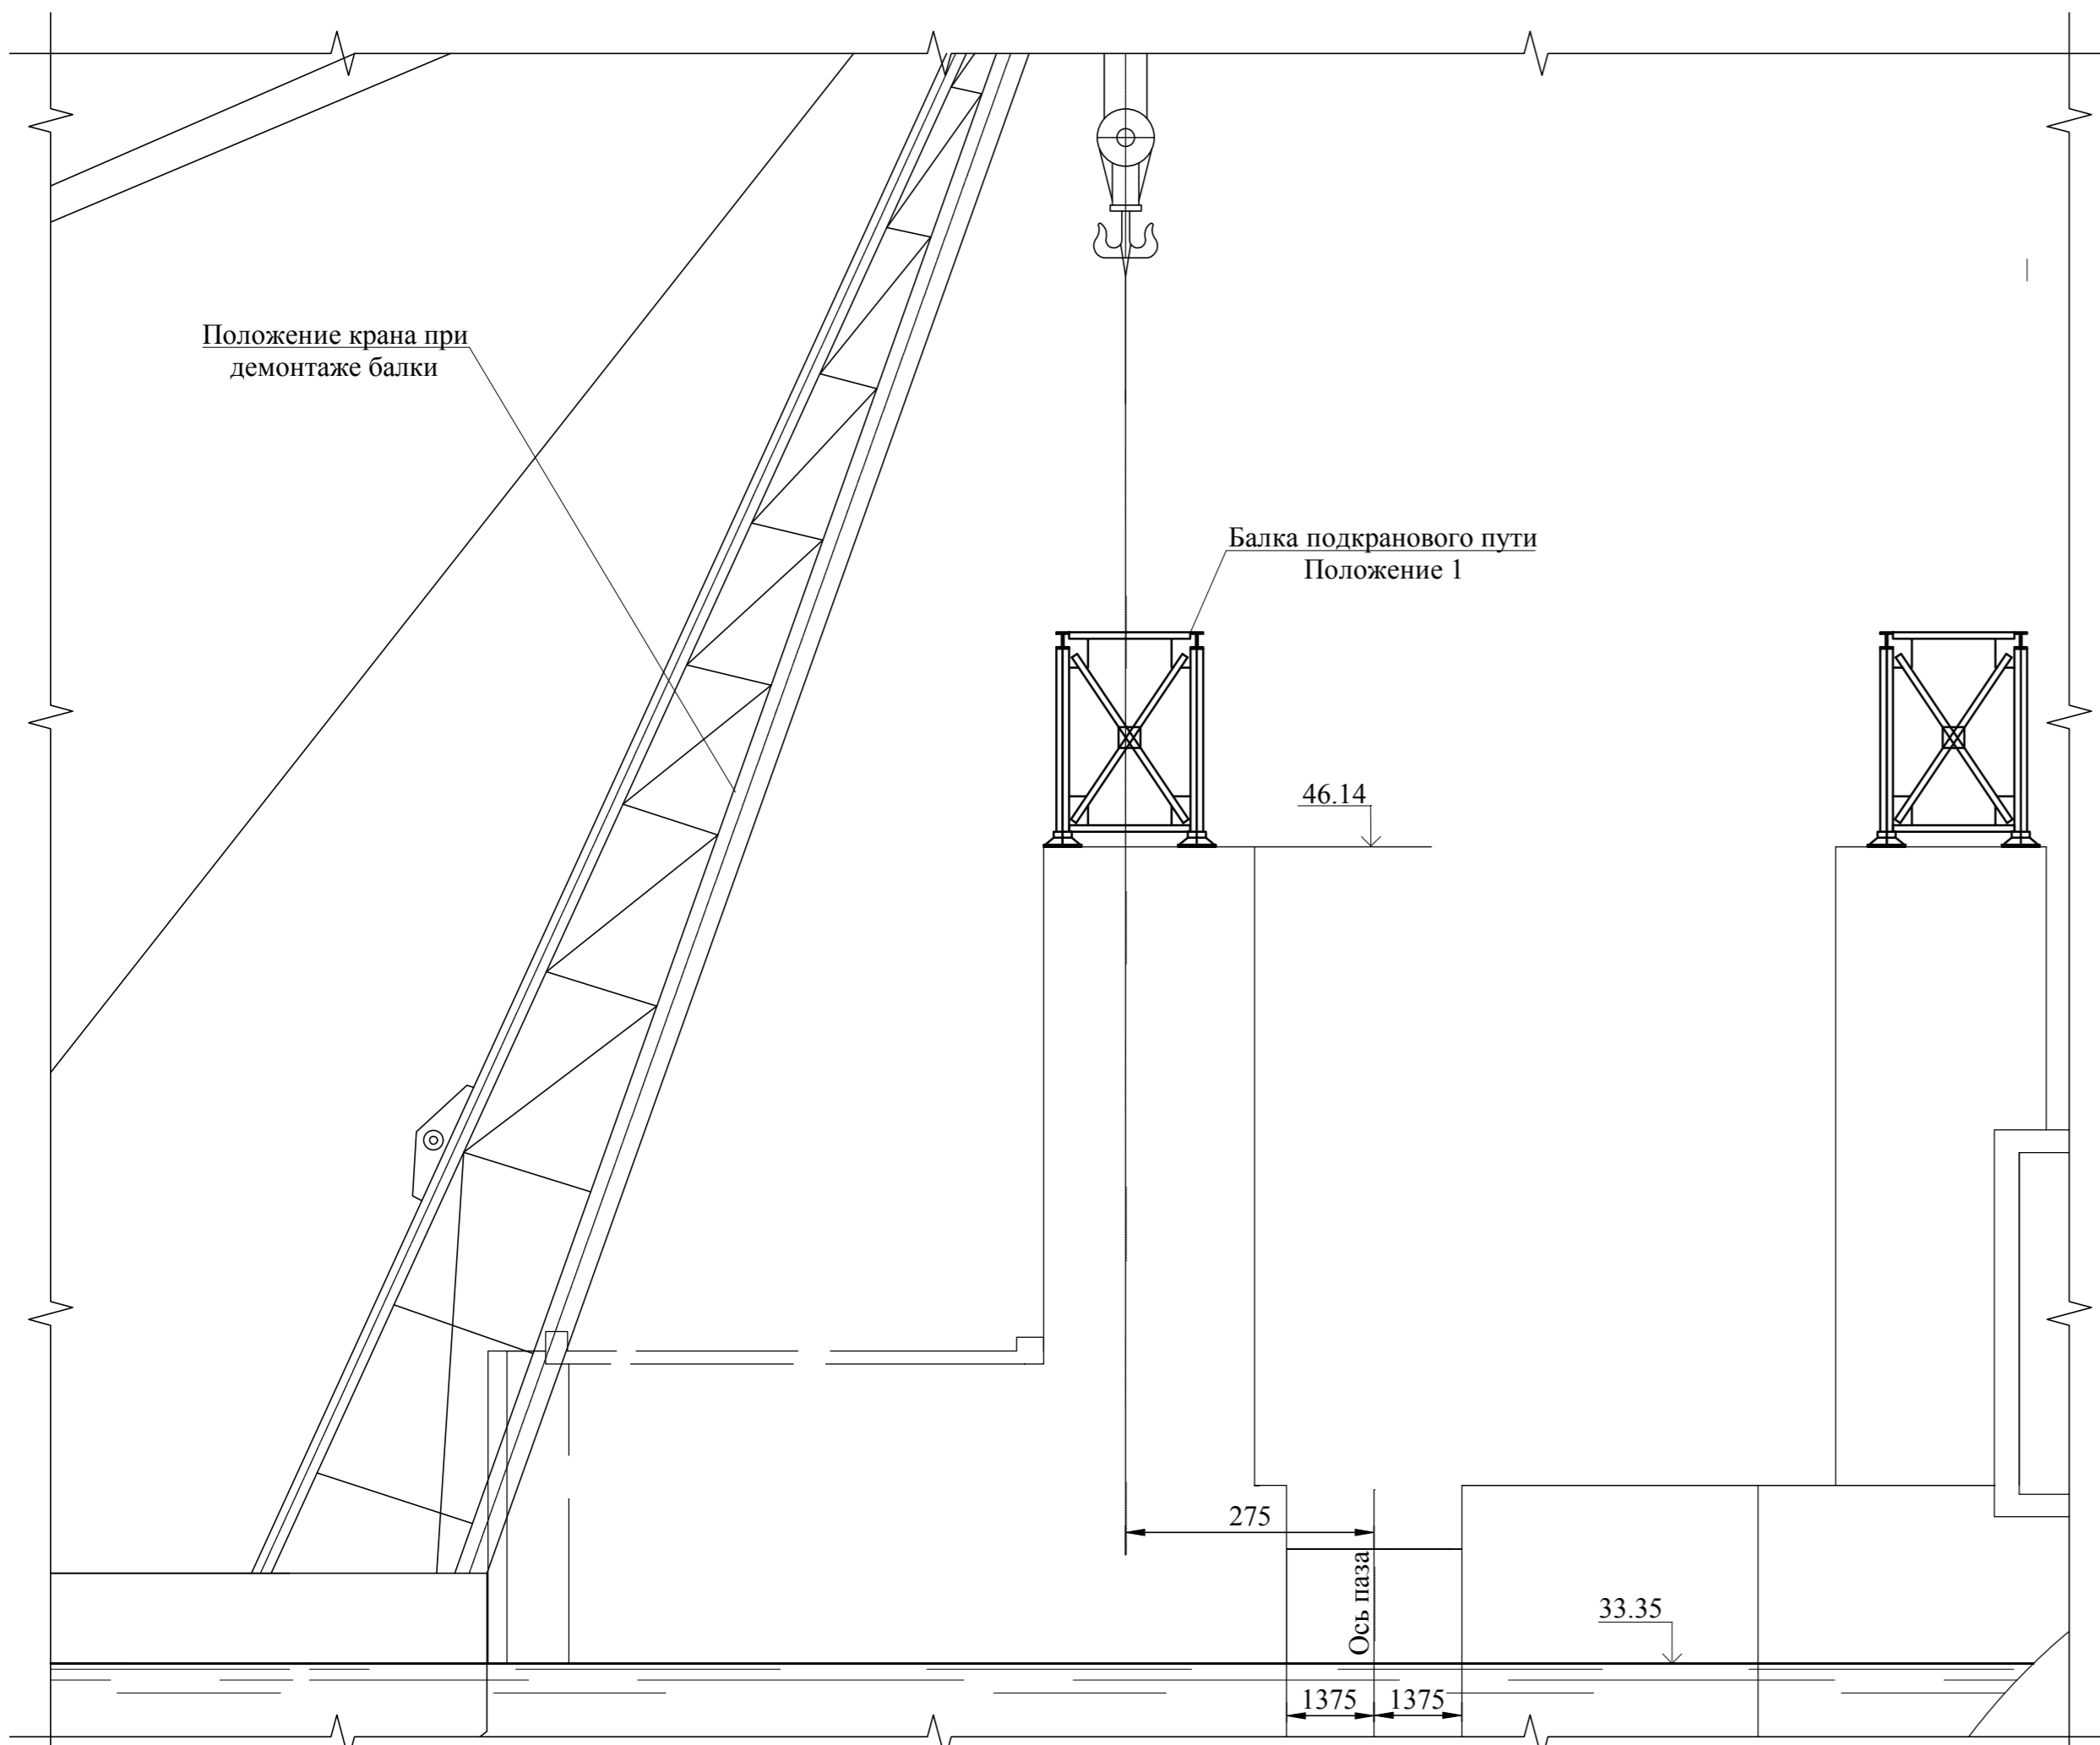 Положение крана при
демонтаже балки
Балка подкранового пути
Положение 1
46.14
275
Ось паза
33.35
1375
1375